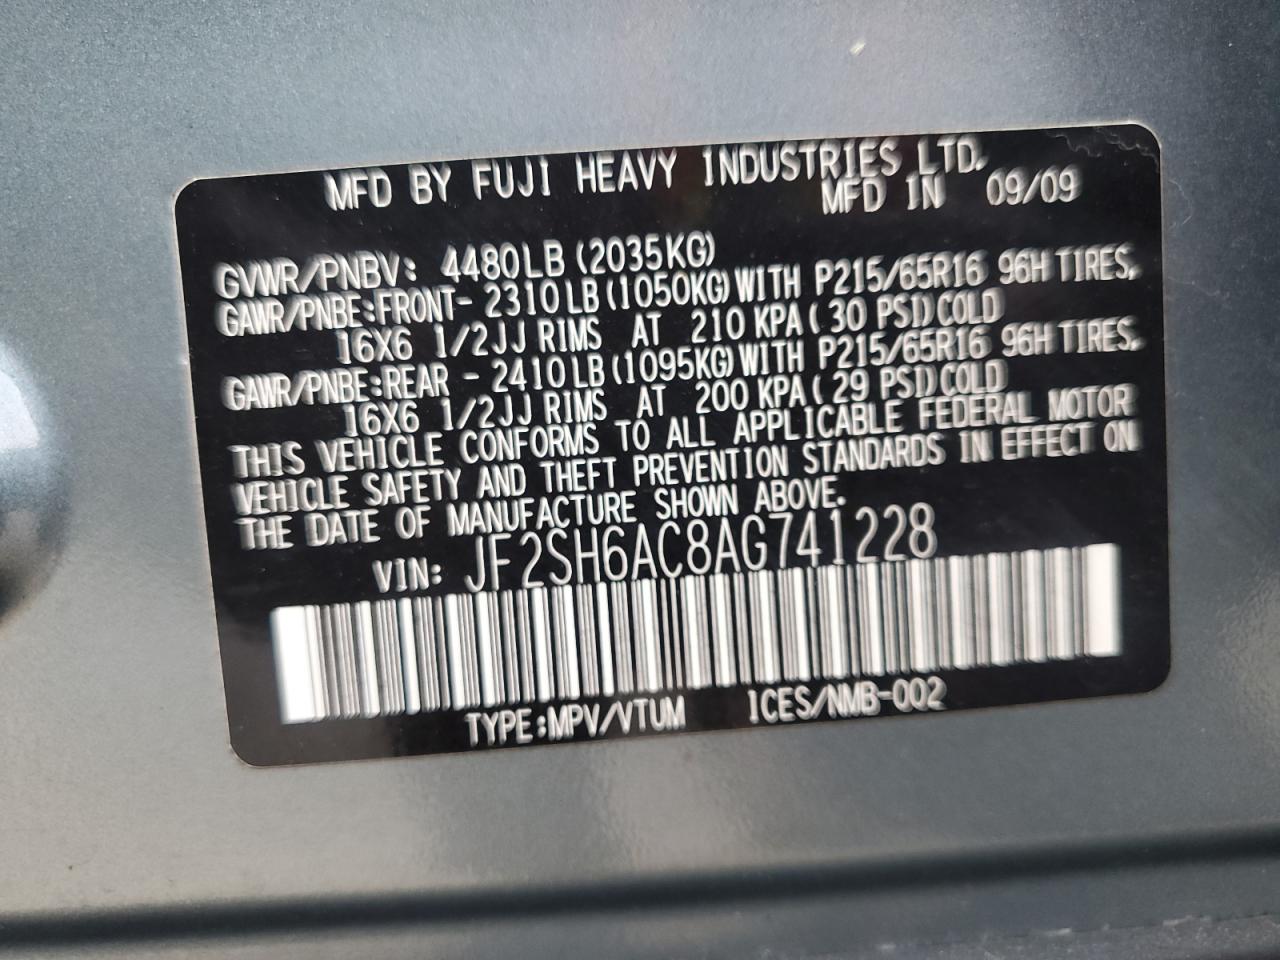 MFD BY FUJI HEAVY INDUSTRIES LTD.
MFD IN 09/09
GVWR/PNBV: 4480LB (2035KG)
GAWR/PNBE:FRONT- 2310LB(1050KG)WITH P215/65R16 96H TIRES,
16X6 1/2JJ RIMS AT 210 KPA( 30 PSI)COLD
GAWR/PNBE:REAR - 2410LB(1095KG)WITH P215/65R16 96H TIRES,
16X6 1/2JJ RIMS AT 200 KPA( 29 PSI)COLD
THIS VEHICLE CONFORMS TO ALL APPLICABLE FEDERAL MOTOR
VEHICLE SAFETY AND THEFT PREVENTION STANDARDS IN EFFECT ON
THE DATE OF MANUFACTURE SHOWN ABOVE.
VIN: JF2SH6AC8AG741228
TYPE:MPV/VTUM ICES/NMB-002